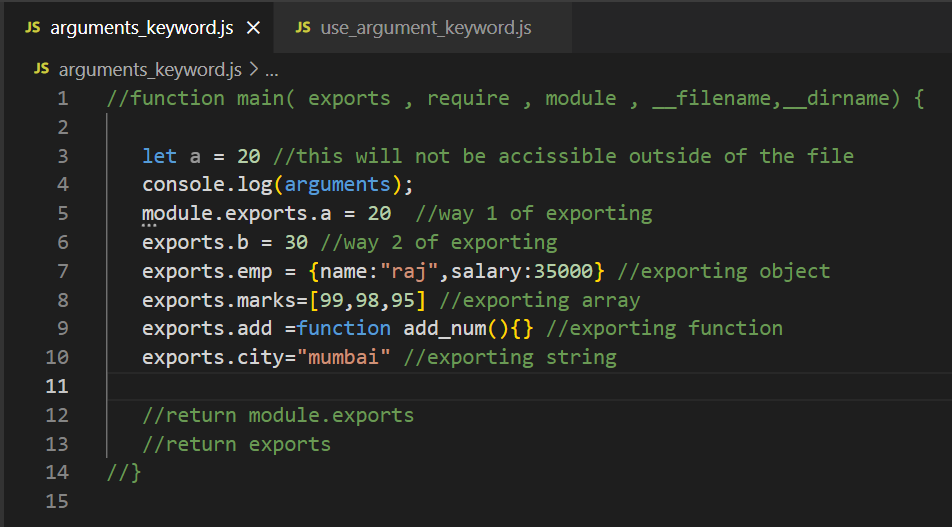 JS arguments_keyword.js × JS use_argument_keyword.js
JS arguments_keyword.js > ...
1 //function main( exports , require , module , __filename,__dirname) {
2
3 let a = 20 //this will not be accissible outside of the file
4 console.log(arguments);
5 module.exports.a = 20  //way 1 of exporting
6 exports.b = 30 //way 2 of exporting
7 exports.emp = {name:"raj",salary:35000} //exporting object
8 exports.marks=[99,98,95] //exporting array
9 exports.add =function add_num(){} //exporting function
10 exports.city="mumbai" //exporting string
11
12 //return module.exports
13 //return exports
14 //}
15